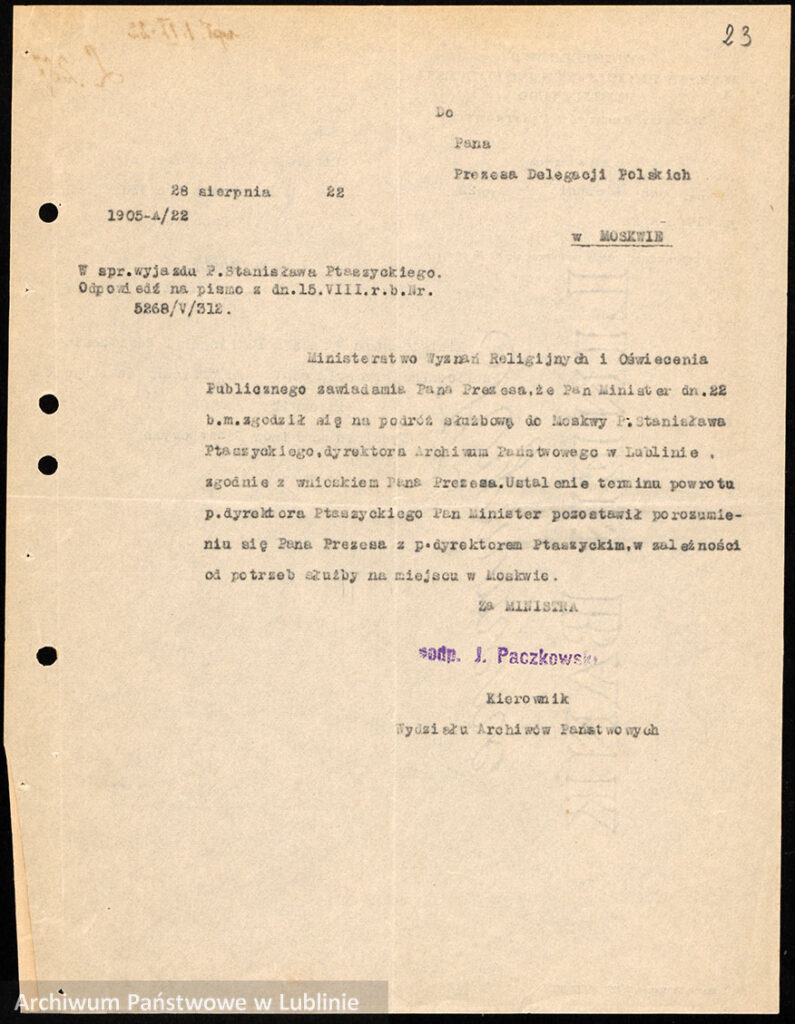 23
Do
Pana
Prezesa Delegacji Polskich
w MOSKWIE
28 sierpnia 22
1905-A/22
W spr.wyjazdu P.Stanisława Ptaszyckiego.
Odpowiedź na pismo z dn.15.VIII.r.b.Nr.
5268/V/312.
Ministerstwo Wyznań Religijnych i Oświecenia
Publicznego zawiadamia Pana Prezesa,że Pan Minister dn.22
b.m.zgodził się na podróż służbową do Moskwy P.Stanisława
Ptaszyckiego,dyrektora Archiwum Państwowego w Lublinie ,
zgodnie z wnioskiem Pana Prezesa.Ustalenie terminu powrotu
p.dyrektora Ptaszyckiego Pan Minister pozostawił porozumie-
niu się Pana Prezesa z p.dyrektorem Ptaszyckim,w zależności
od potrzeb służby na miejscu w Moskwie.
Za MINISTRA
podp. J. Paczkowski
Kierownik
Wydziału Archiwów Państwowych
Archiwum Państwowe w Lublinie